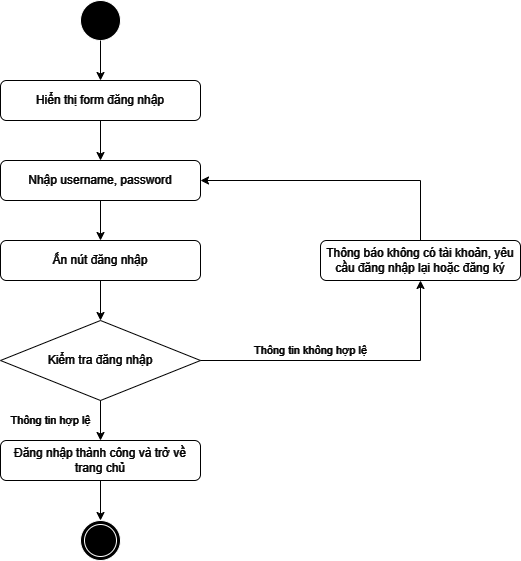 Hiển thị form đăng nhập
Nhập username, password
Ấn nút đăng nhập
Thông báo không có tài khoản, yêu
cầu đăng nhập lại hoặc đăng ký
Kiểm tra đăng nhập
Thông tin không hợp lệ
Thông tin hợp lệ
Đăng nhập thành công và trở về
trang chủ